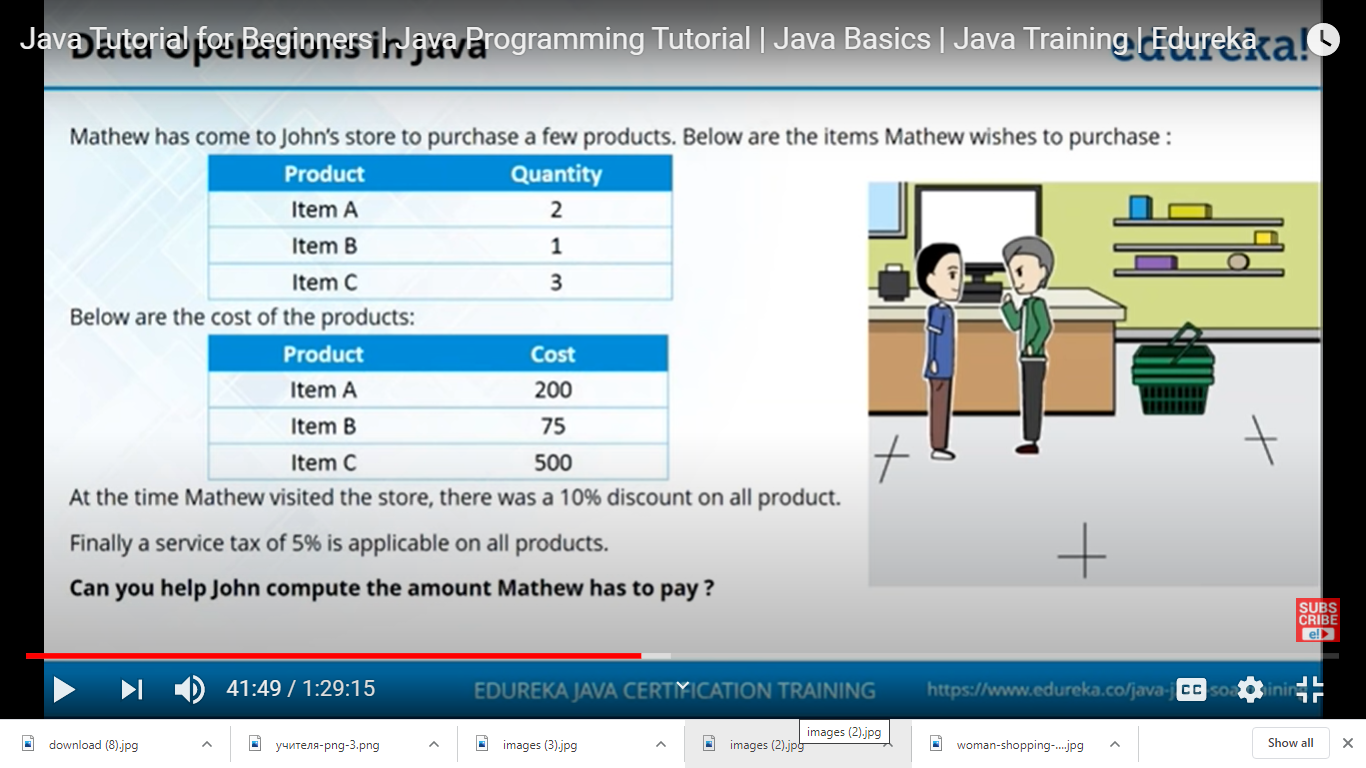 Java Tutorial for Beginners | Java Programming Tutorial | Java Basics | Java Training | Edureka
Data Operations in Java
edureka!
Mathew has come to John's store to purchase a few products. Below are the items Mathew wishes to purchase :
Product Quantity
Item A 2
Item B 1
Item C 3
Below are the cost of the products:
Product Cost
Item A 200
Item B 75
Item C 500
At the time Mathew visited the store, there was a 10% discount on all product.
Finally a service tax of 5% is applicable on all products.
Can you help John compute the amount Mathew has to pay ?
SUBS
CRIBE
e!
41:49 / 1:29:15
EDUREKA JAVA CERTIFICATION TRAINING
https://www.edureka.co/java-j
CC
images (2).jpg
download (8).jpg
учителя-png-3.png
images (3).jpg
images (2).jpg
woman-shopping-....jpg
Show all